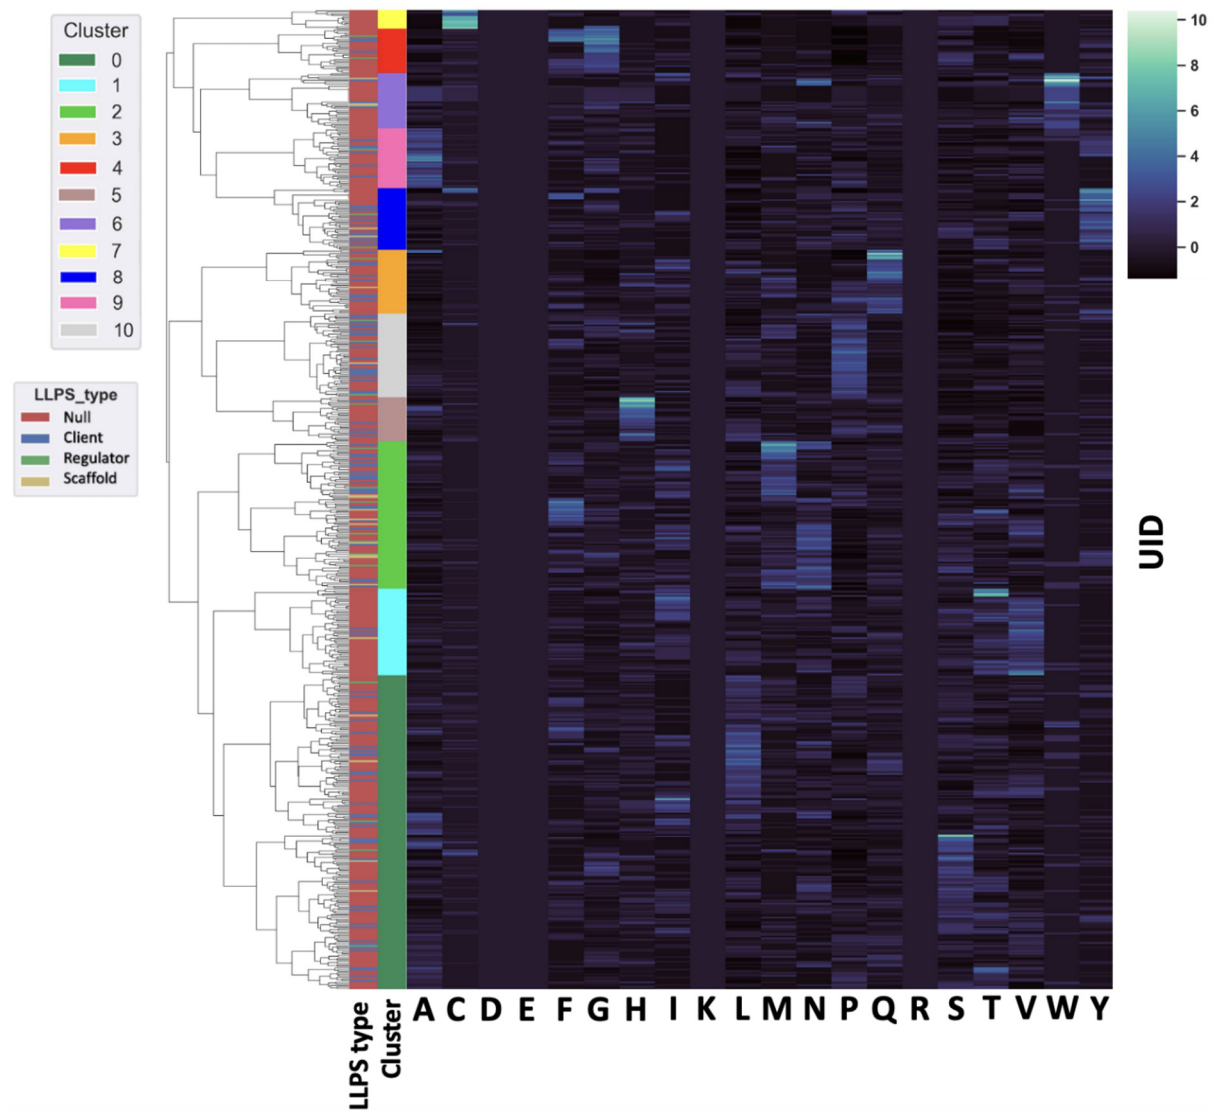 Cluster
0
1
2
3
4
5
6
7
8
9
10
LLPS_type
Null
Client
Regulator
Scaffold
10
8
6
4
2
0
UID
LLPS type
Cluster
A C D E F G H I K L M N P Q R S T V W Y